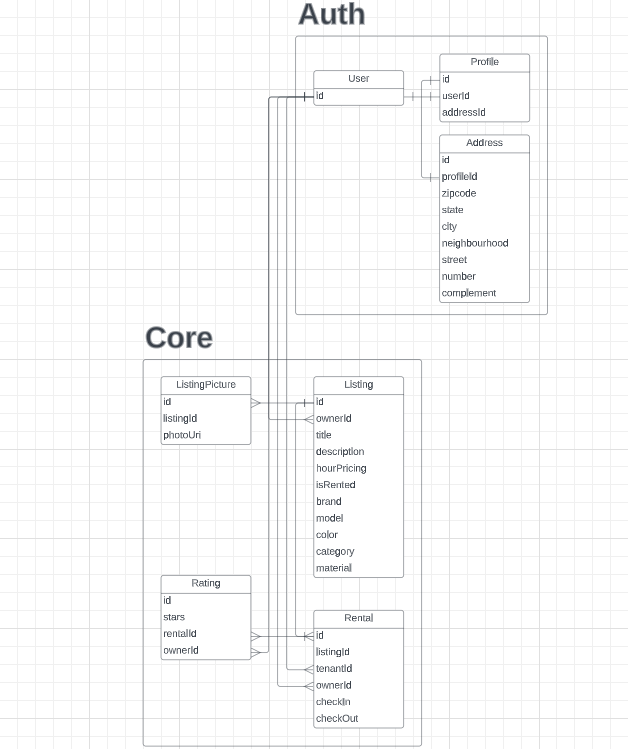 Auth
User
id
Profile
id
userId
addressId
Address
id
profileId
zipcode
state
city
neighbourhood
street
number
complement
Core
ListingPicture
id
listingId
photoUri
Listing
id
ownerId
title
description
hourPricing
isRented
brand
model
color
category
material
Rating
id
stars
rentalId
ownerId
Rental
id
listingId
tenantId
ownerId
checkIn
checkOut